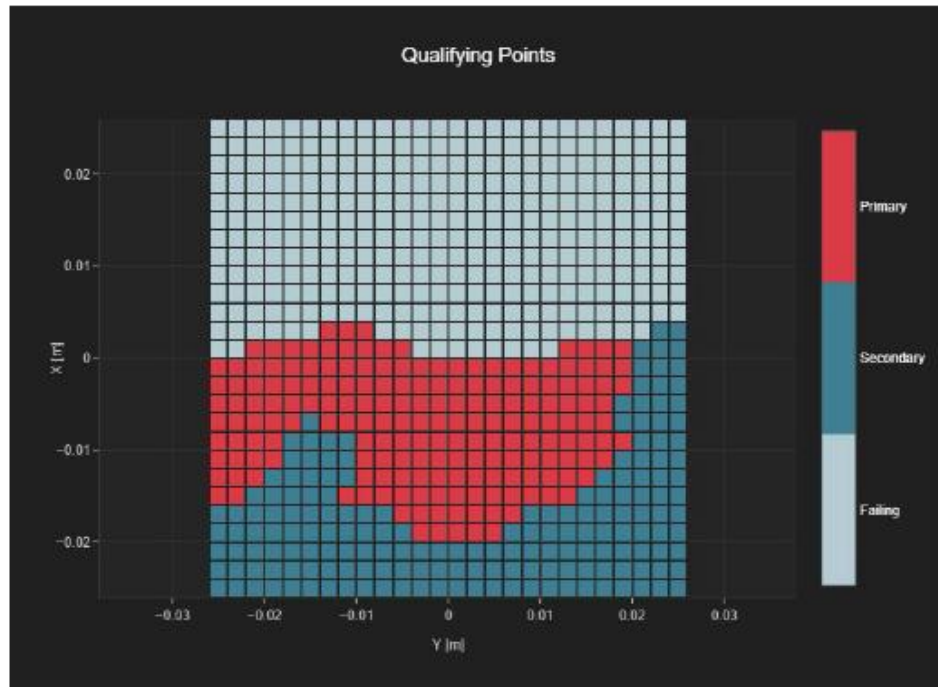 Qualifying Points
0.02
0.01
0
−0.01
−0.02
X [m]
−0.03
−0.02
−0.01
0
0.01
0.02
0.03
Y [m]
Primary
Secondary
Failing